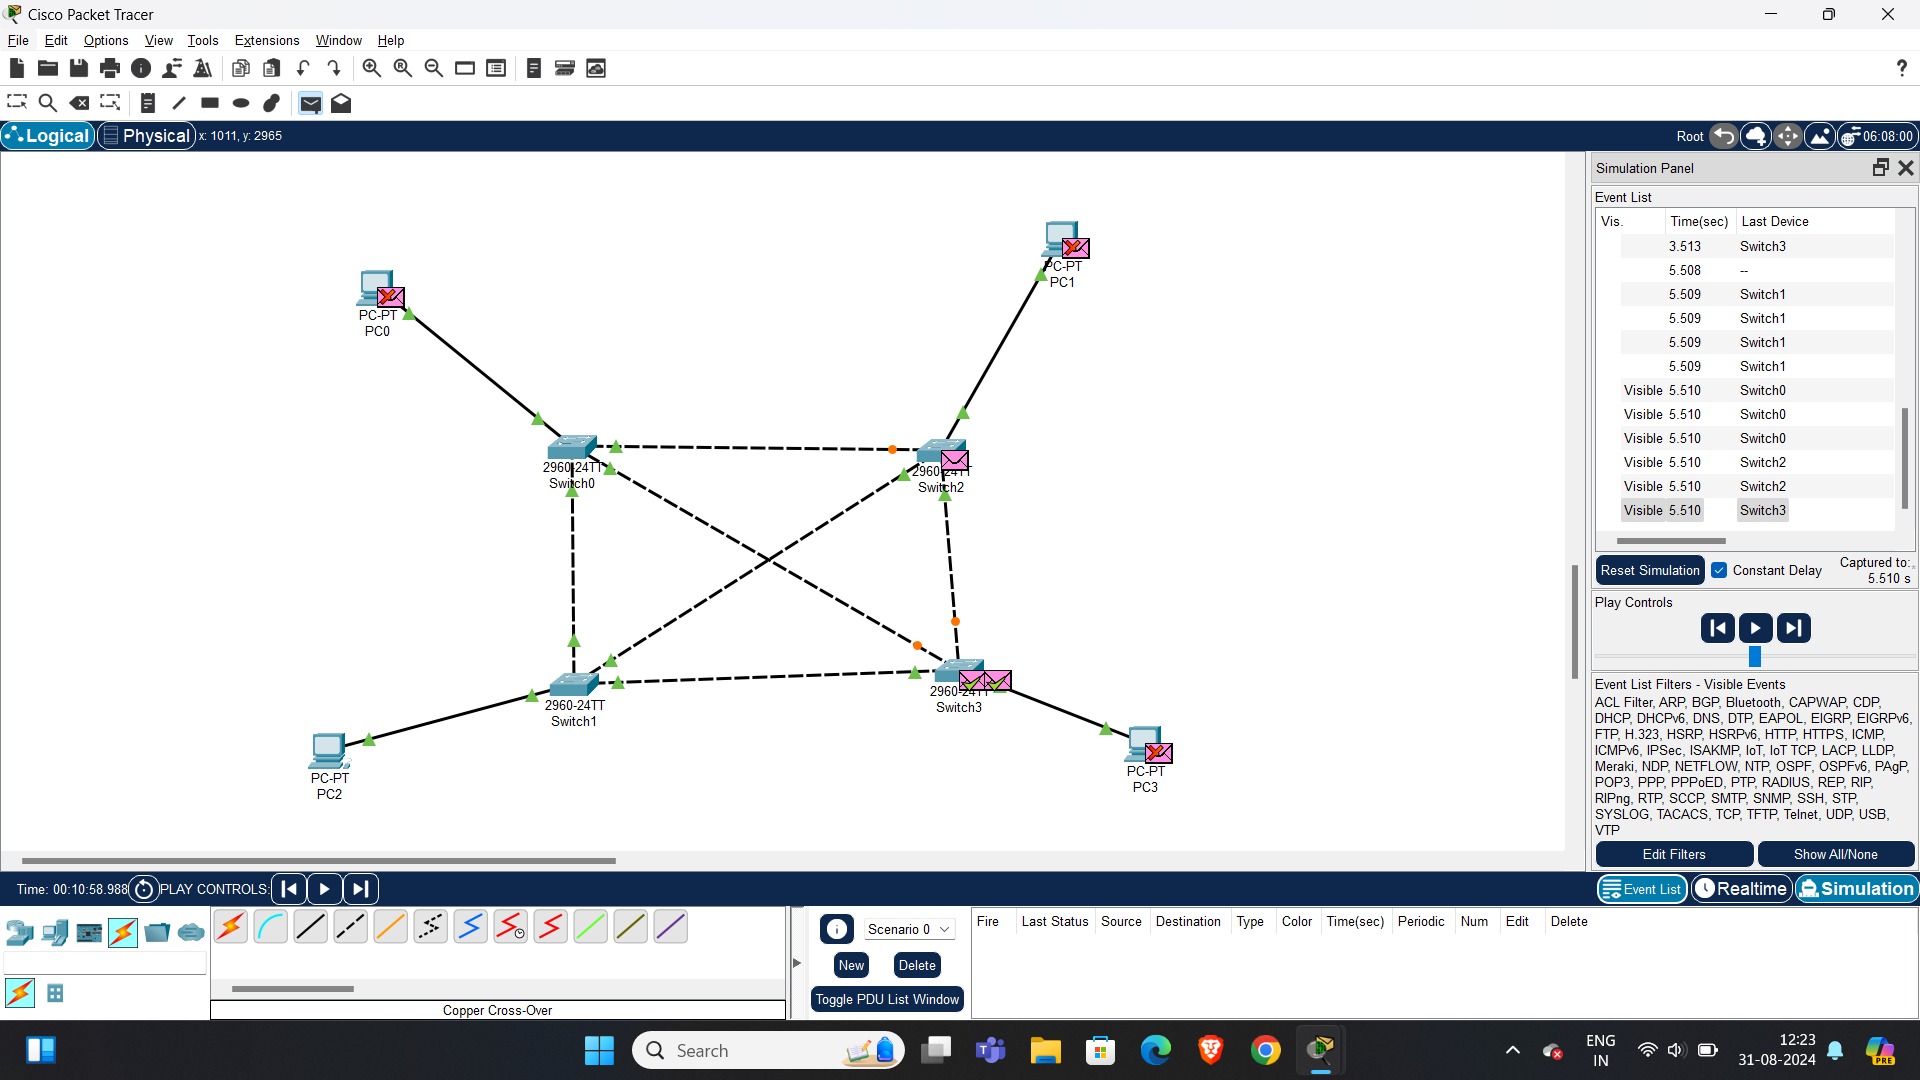 Cisco Packet Tracer
File Edit Options View Tools Extensions Window Help
?
Logical Physical x: 1011, y: 2965 Root 06:08:00
Simulation Panel
Event List
Vis. Time(sec) Last Device
3.513 Switch3
5.508 --
5.509 Switch1
5.509 Switch1
5.509 Switch1
5.509 Switch1
Visible 5.510 Switch0
Visible 5.510 Switch0
Visible 5.510 Switch0
Visible 5.510 Switch2
Visible 5.510 Switch2
Visible 5.510 Switch3
Reset Simulation Constant Delay Captured to:
5.510 s
Play Controls
Event List Filters - Visible Events
ACL Filter, ARP, BGP, Bluetooth, CAPWAP, CDP,
DHCP, DHCPv6, DNS, DTP, EAPOL, EIGRP, EIGRPv6,
FTP, H.323, HSRP, HSRPv6, HTTP, HTTPS, ICMP,
ICMPv6, IPSec, ISAKMP, IoT, IoT TCP, LACP, LLDP,
Meraki, NDP, NETFLOW, NTP, OSPF, OSPFv6, PAgP,
POP3, PPP, PPPoED, PTP, RADIUS, REP, RIP,
RIPng, RTP, SCCP, SMTP, SNMP, SSH, STP,
SYSLOG, TACACS, TCP, TFTP, Telnet, UDP, USB,
VTP
Edit Filters Show All/None
PC-PT
PC0
PC-PT
PC1
2960-24TT
Switch0
2960-24TT
Switch2
2960-24TT
Switch1
2960-24TT
Switch3
PC-PT
PC2
PC-PT
PC3
Time: 00:10:58.988 PLAY CONTROLS: Event List Realtime Simulation
Scenario 0
New Delete
Toggle PDU List Window
Fire Last Status Source Destination Type Color Time(sec) Periodic Num Edit Delete
Copper Cross-Over
Search
ENG
IN
12:23
31-08-2024
PRE